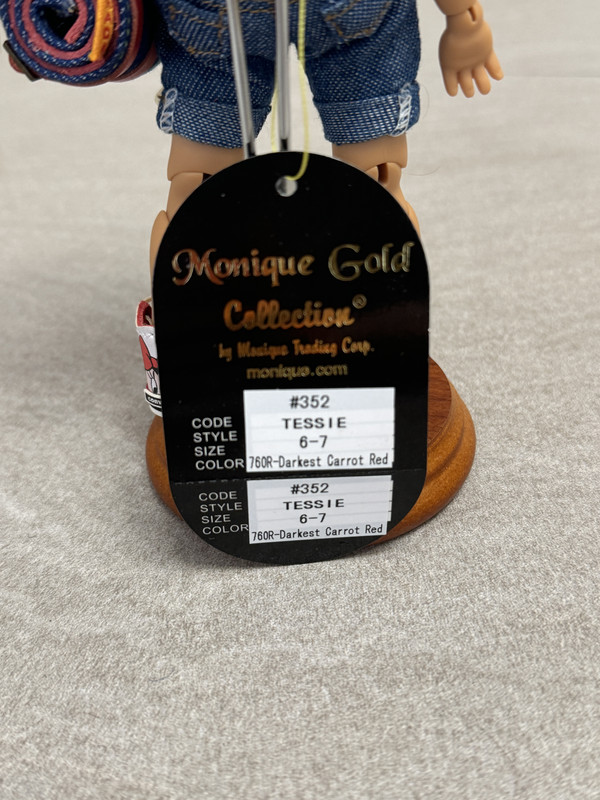 Monique Gold
Collection®
by Monique Trading Corp.
monique.com
CODE #352
STYLE TESSIE
SIZE 6-7
COLOR 760R-Darkest Carrot Red
CODE #352
STYLE TESSIE
SIZE 6-7
COLOR 760R-Darkest Carrot Red